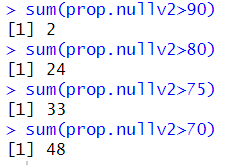 > sum(prop.nullv2>90)
[1] 2
> sum(prop.nullv2>80)
[1] 24
> sum(prop.nullv2>75)
[1] 33
> sum(prop.nullv2>70)
[1] 48